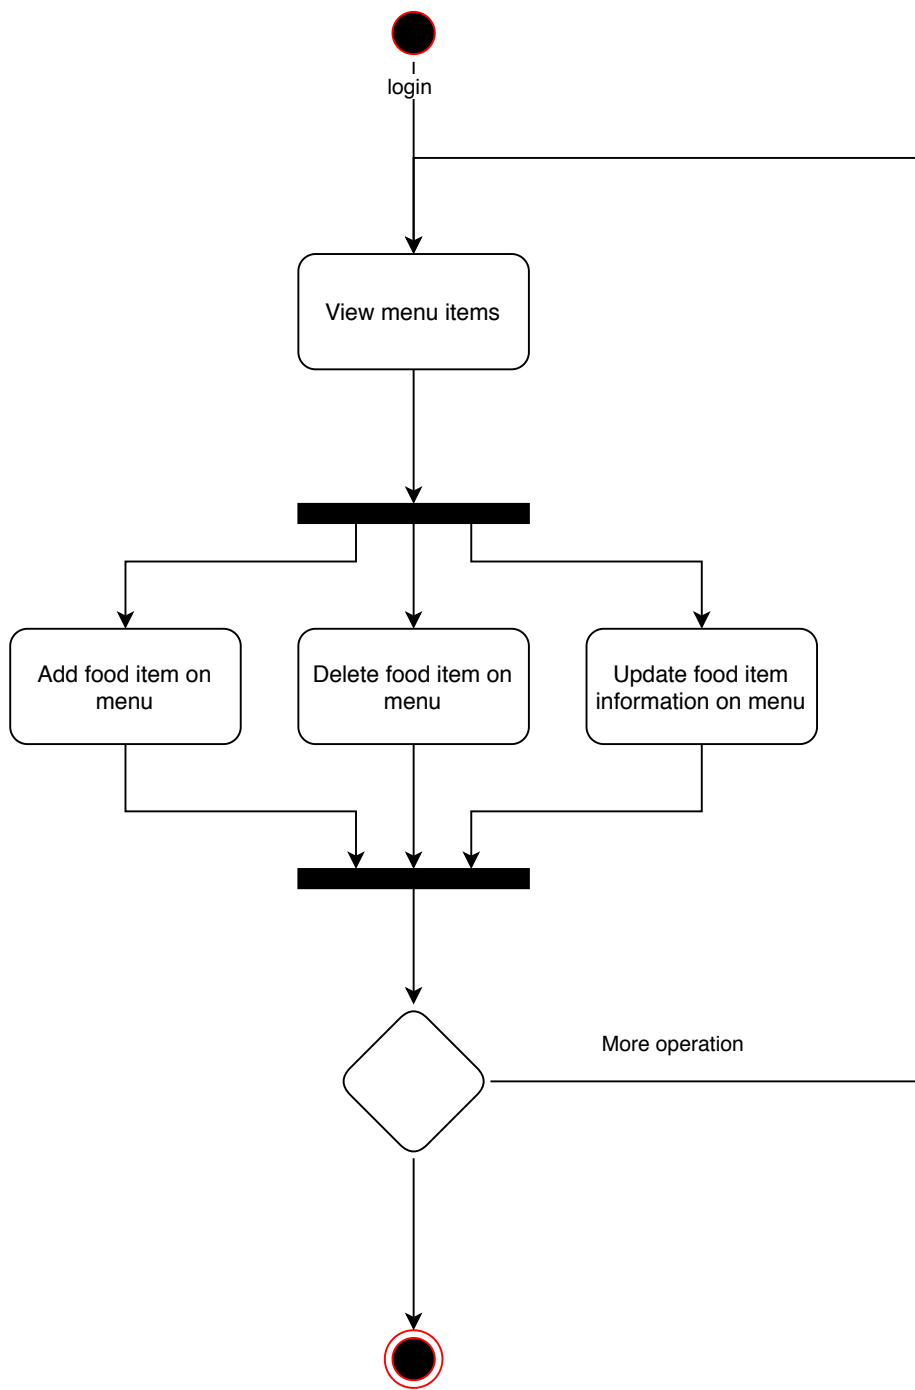 login
View menu items
Add food item on
menu
Delete food item on
menu
Update food item
information on menu
More operation